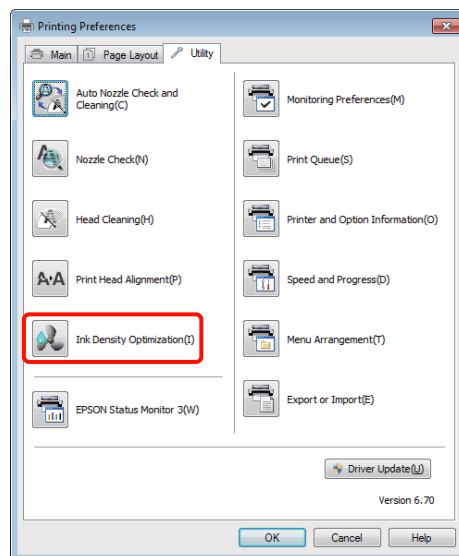 Printing Preferences
Main
Page Layout
Utility
Auto Nozzle Check and
Cleaning(C)
Monitoring Preferences(M)
Nozzle Check(N)
Print Queue(S)
Head Cleaning(H)
Printer and Option Information(O)
A
A
Print Head Alignment(P)
Speed and Progress(D)
Ink Density Optimization(I)
Menu Arrangement(T)
EPSON Status Monitor 3(W)
Export or Import(E)
Driver Update(U)
Version 6.70
OK
Cancel
Help